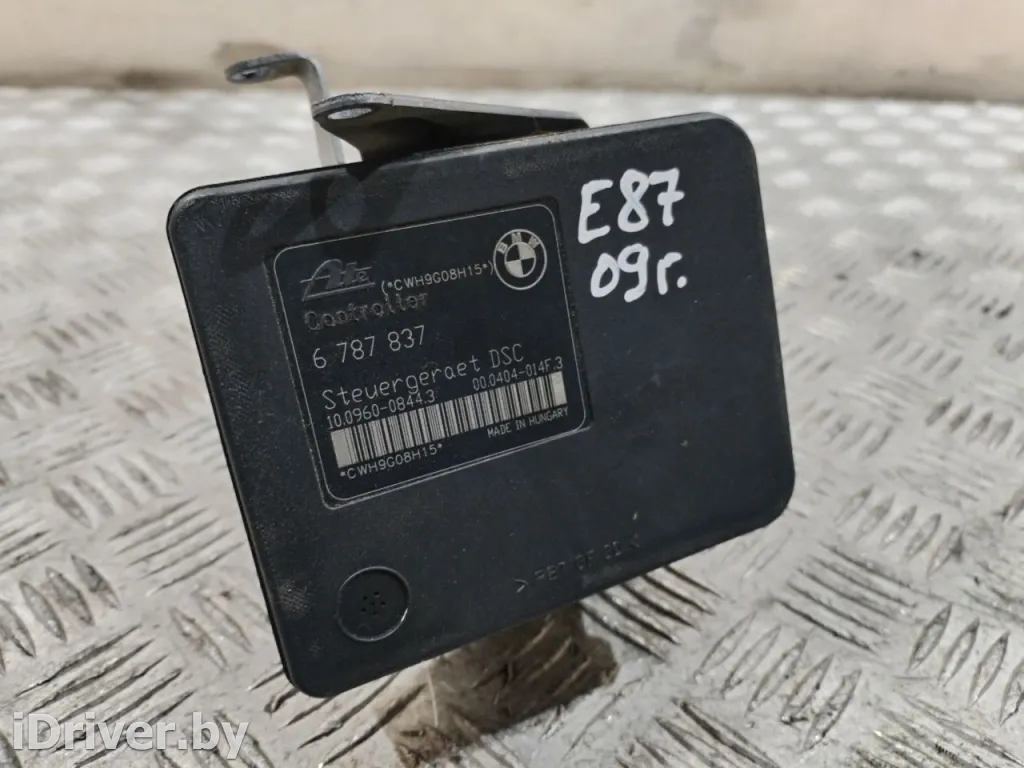 E87
09г.
Ate
(*CWH9G08H15*)
BMW
Controller
6 787 837
Steuergeraet DSC
10.0960-0844.3 00.0404-014F.3
MADE IN HUNGARY
*CWH9G08H15*
iDriver.by